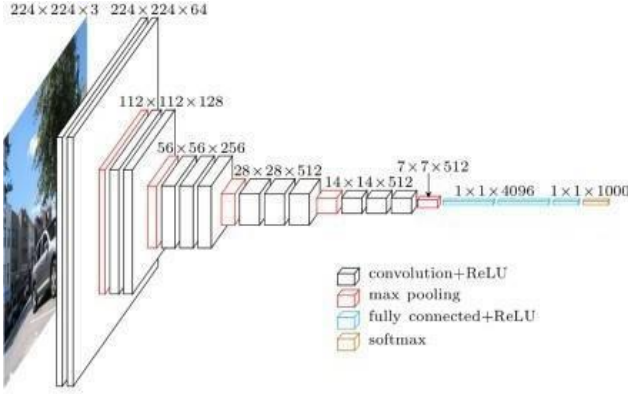 224×224×3 224×224×64
112×112×128
56×56×256
28×28×512
14×14×512
7×7×512
1×1×4096 1×1×1000
convolution+ReLU
max pooling
fully connected+ReLU
softmax